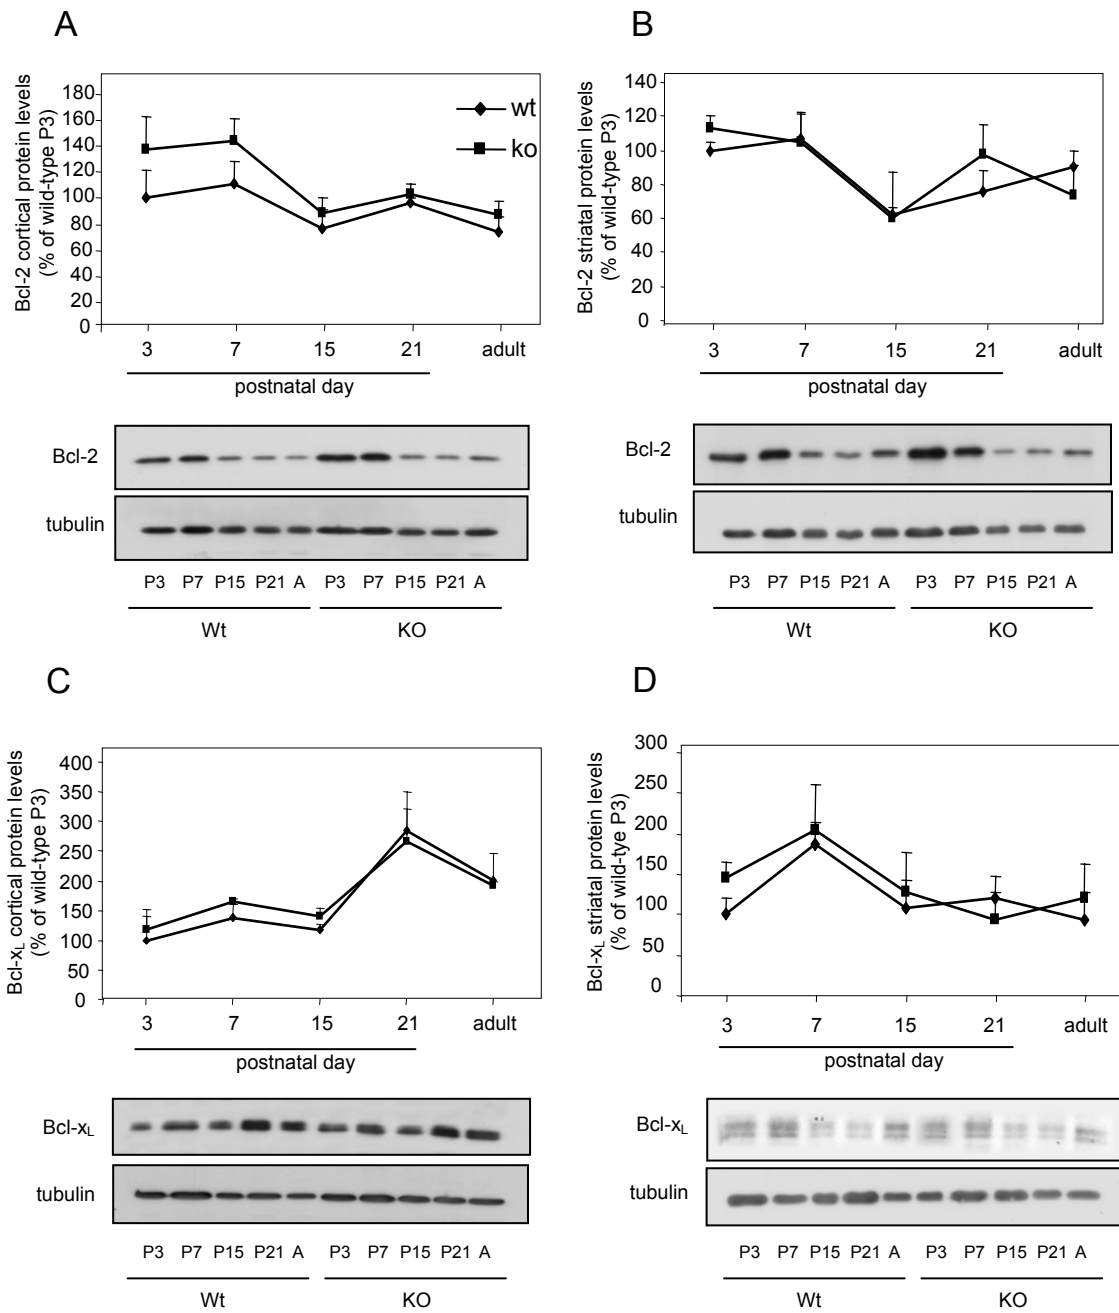 A
Bcl-2 cortical protein levels
(% of wild-type P3)
180
160
140
120
100
80
60
40
20
0
wt
ko
3 7 15 21 adult
postnatal day
Bcl-2
tubulin
P3 P7 P15 P21 A P3 P7 P15 P21 A
Wt KO
B
Bcl-2 striatal protein levels
(% of wild-type P3)
140
120
100
80
60
40
20
0
3 7 15 21 adult
postnatal day
Bcl-2
tubulin
P3 P7 P15 P21 A P3 P7 P15 P21 A
Wt KO
C
Bcl-xL cortical protein levels
(% of wild-type P3)
400
350
300
250
200
150
100
50
0
3 7 15 21 adult
postnatal day
Bcl-xL
tubulin
P3 P7 P15 P21 A P3 P7 P15 P21 A
Wt KO
D
Bcl-xL striatal protein levels
(% of wild-tye P3)
300
250
200
150
100
50
0
3 7 15 21 adult
postnatal day
Bcl-xL
tubulin
P3 P7 P15 P21 A P3 P7 P15 P21 A
Wt KO